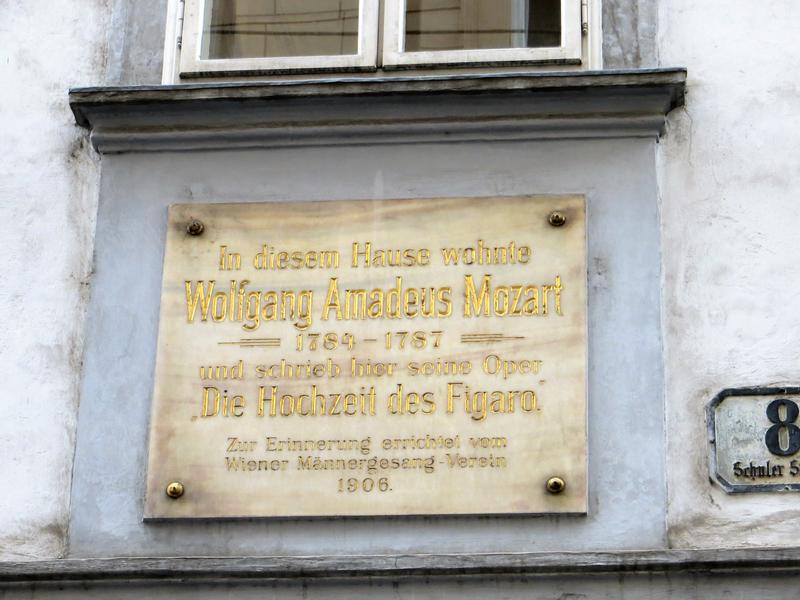 In diesem Hause wohnte
Wolfgang Amadeus Mozart
1784 - 1787
und schrieb hier seine Oper
„Die Hochzeit des Figaro.“
Zur Erinnerung errichtet vom
Wiener Männergesang-Verein
1906.
8
Schuler S